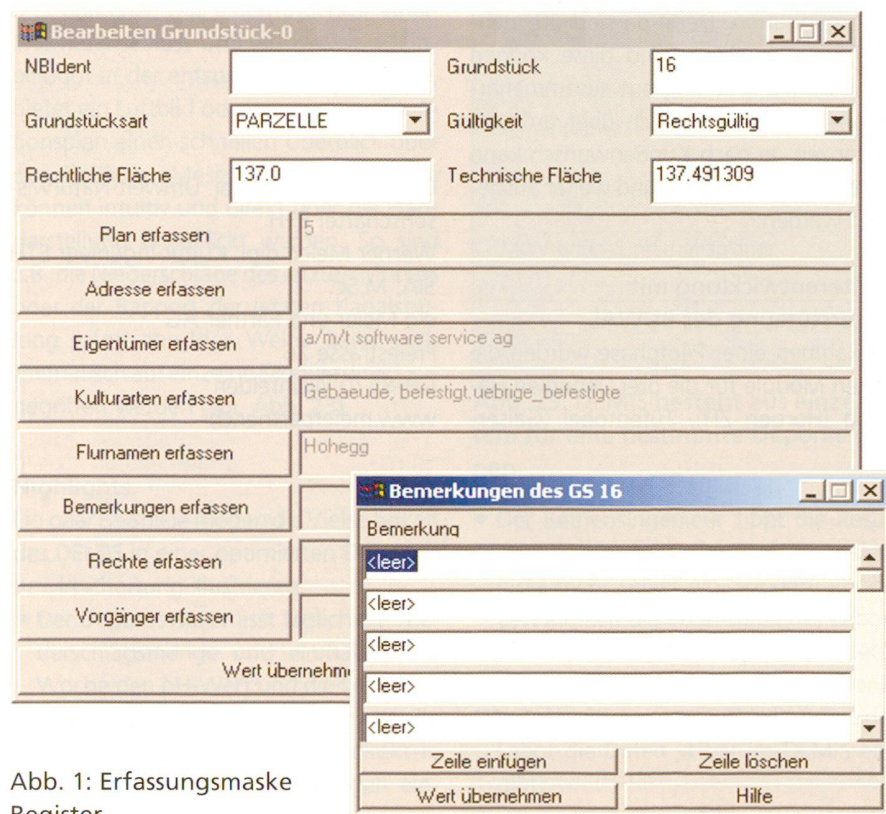 Bearbeiten Grundstück-0
NBIdent
Grundstück 16
Grundstücksart PARZELLE Gültigkeit Rechtsgültig
Rechtliche Fläche 137.0 Technische Fläche 137.491309
Plan erfassen 5
Adresse erfassen
Eigentümer erfassen a/m/t software service ag
Kulturarten erfassen Gebaeude, befestigt.uebrige_befestigte
Flurnamen erfassen Hohegg
Bemerkungen erfassen
Rechte erfassen
Vorgänger erfassen
Wert übernehm
Bemerkungen des GS 16
Bemerkung
<leer>
<leer>
<leer>
<leer>
<leer>
Zeile einfügen Zeile löschen
Wert übernehmen Hilfe
Abb. 1: Erfassungsmaske
Register